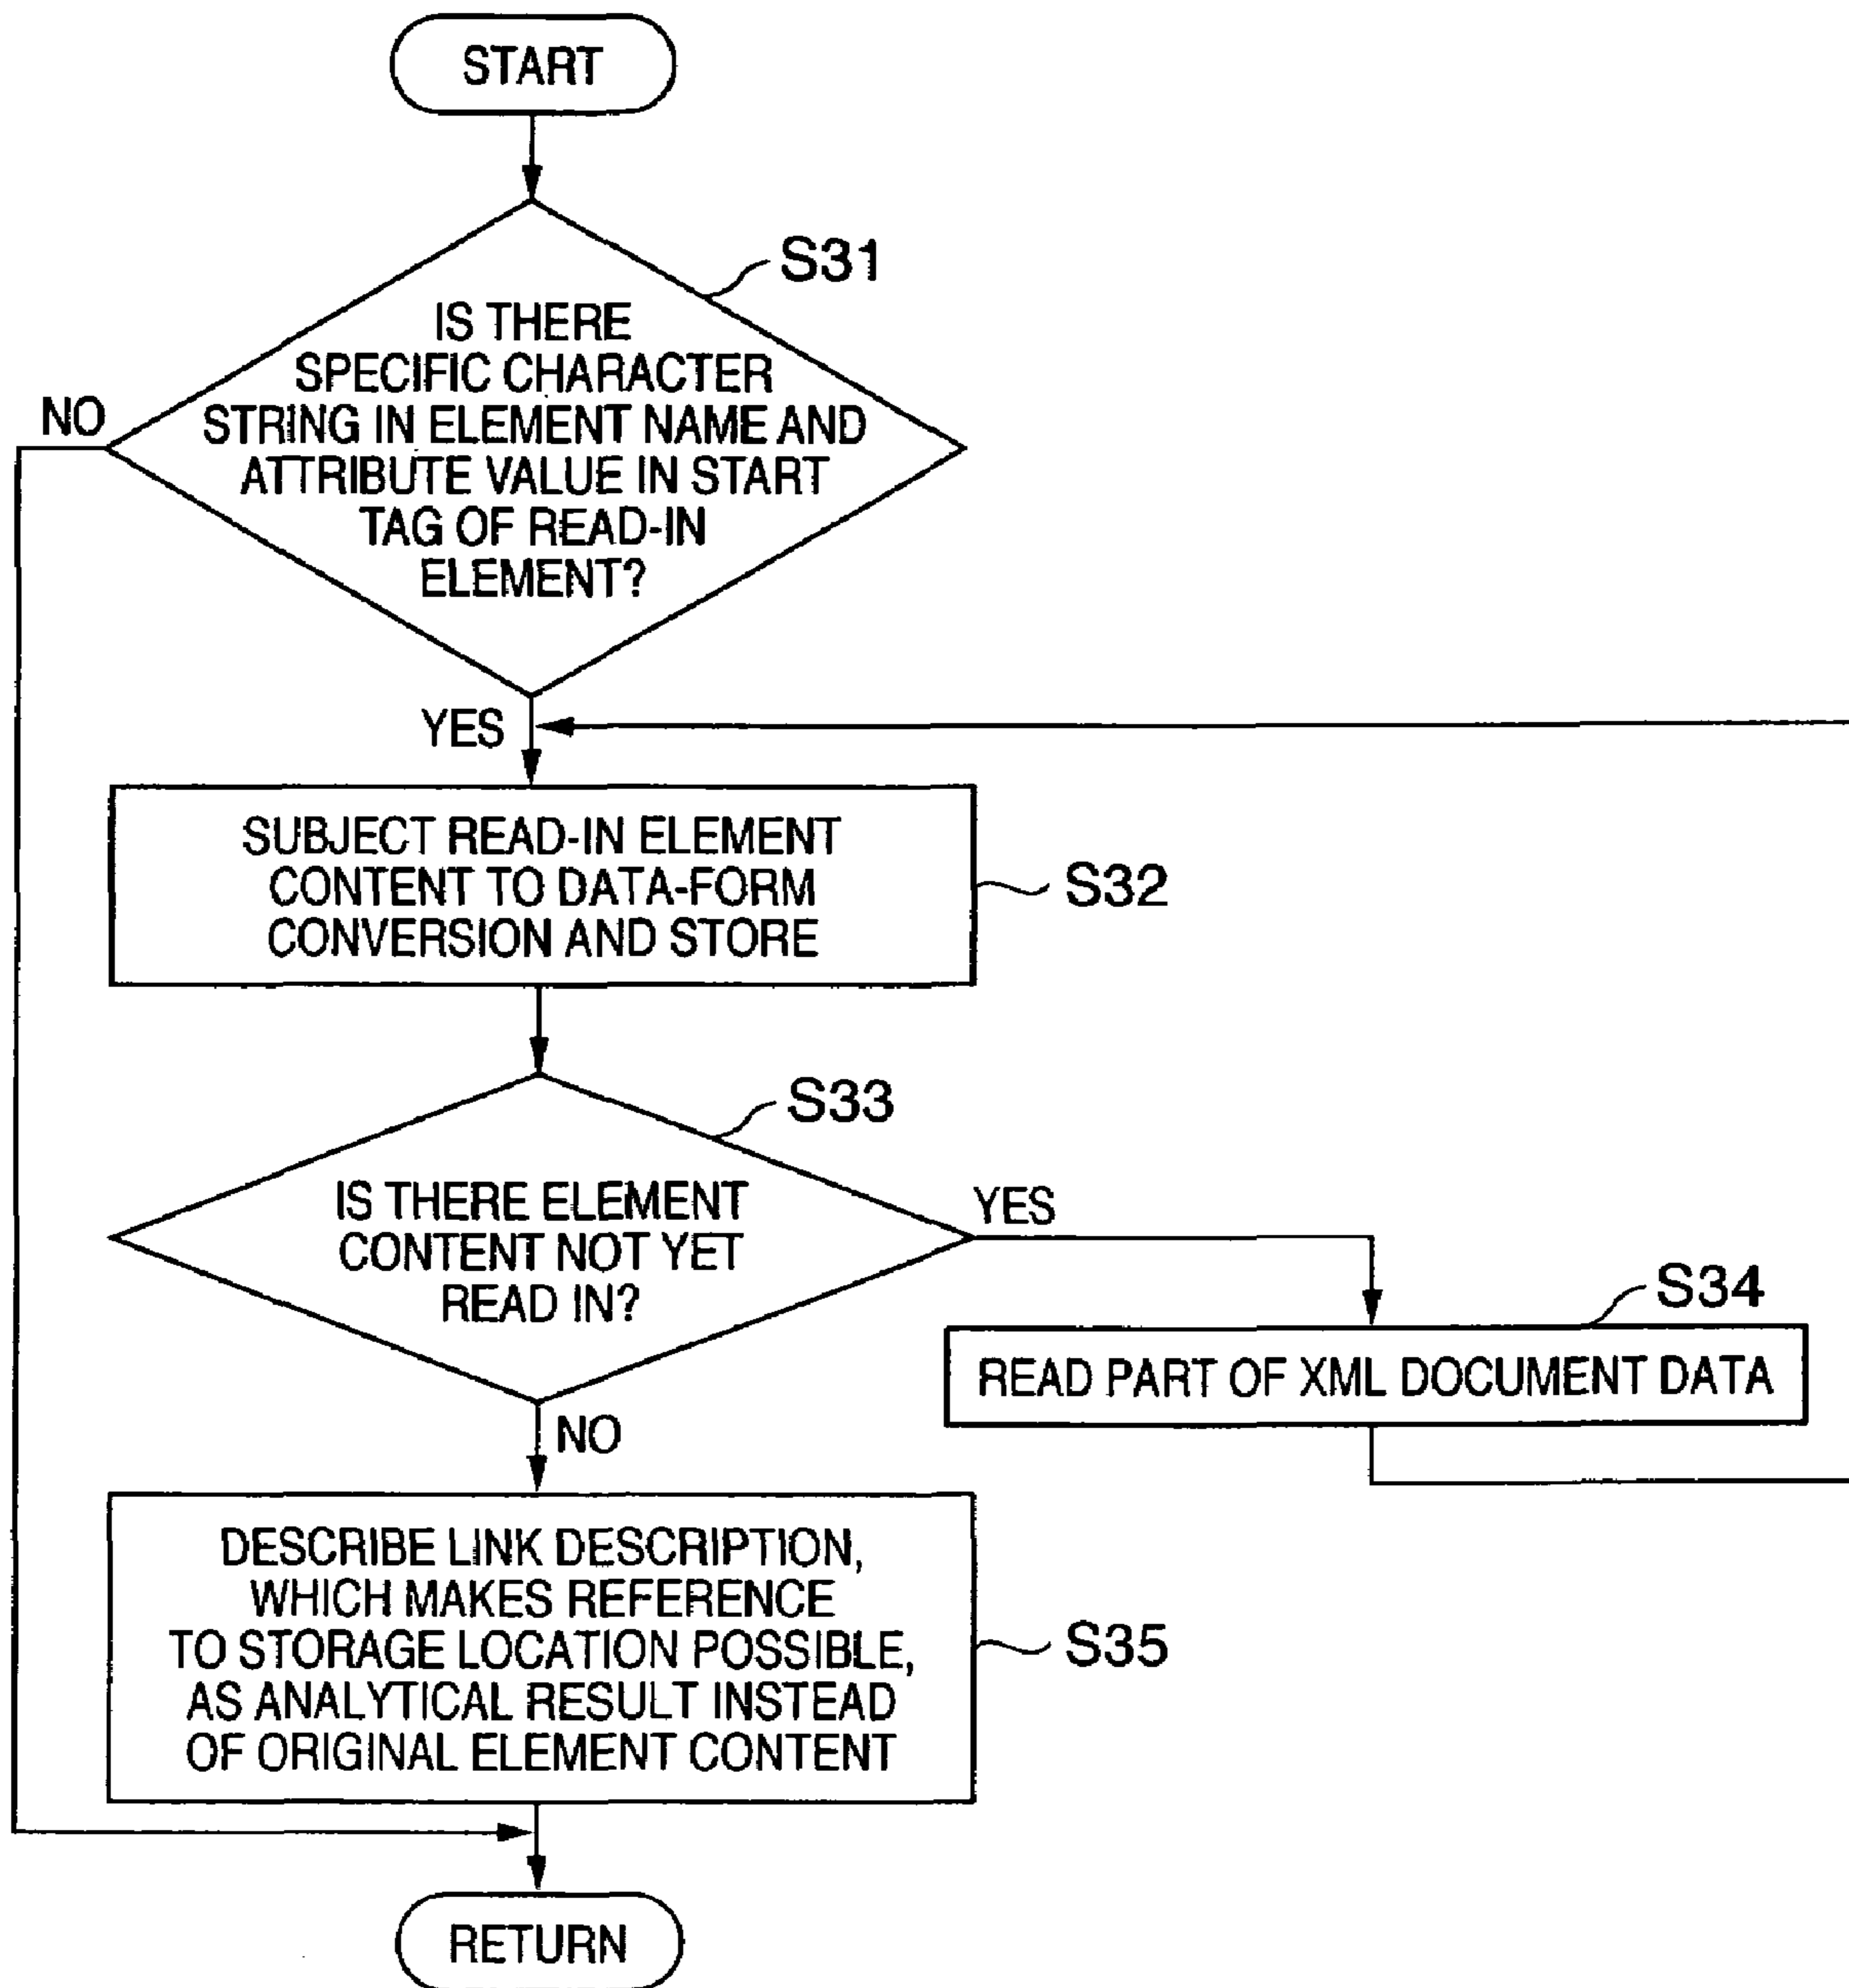 START
S31
IS THERE
SPECIFIC CHARACTER
STRING IN ELEMENT NAME AND
ATTRIBUTE VALUE IN START
TAG OF READ-IN
ELEMENT?
NO
YES
SUBJECT READ-IN ELEMENT
CONTENT TO DATA-FORM
CONVERSION AND STORE
S32
S33
IS THERE ELEMENT
CONTENT NOT YET
READ IN?
YES
S34
READ PART OF XML DOCUMENT DATA
NO
DESCRIBE LINK DESCRIPTION,
WHICH MAKES REFERENCE
TO STORAGE LOCATION POSSIBLE,
AS ANALYTICAL RESULT INSTEAD
OF ORIGINAL ELEMENT CONTENT
S35
RETURN